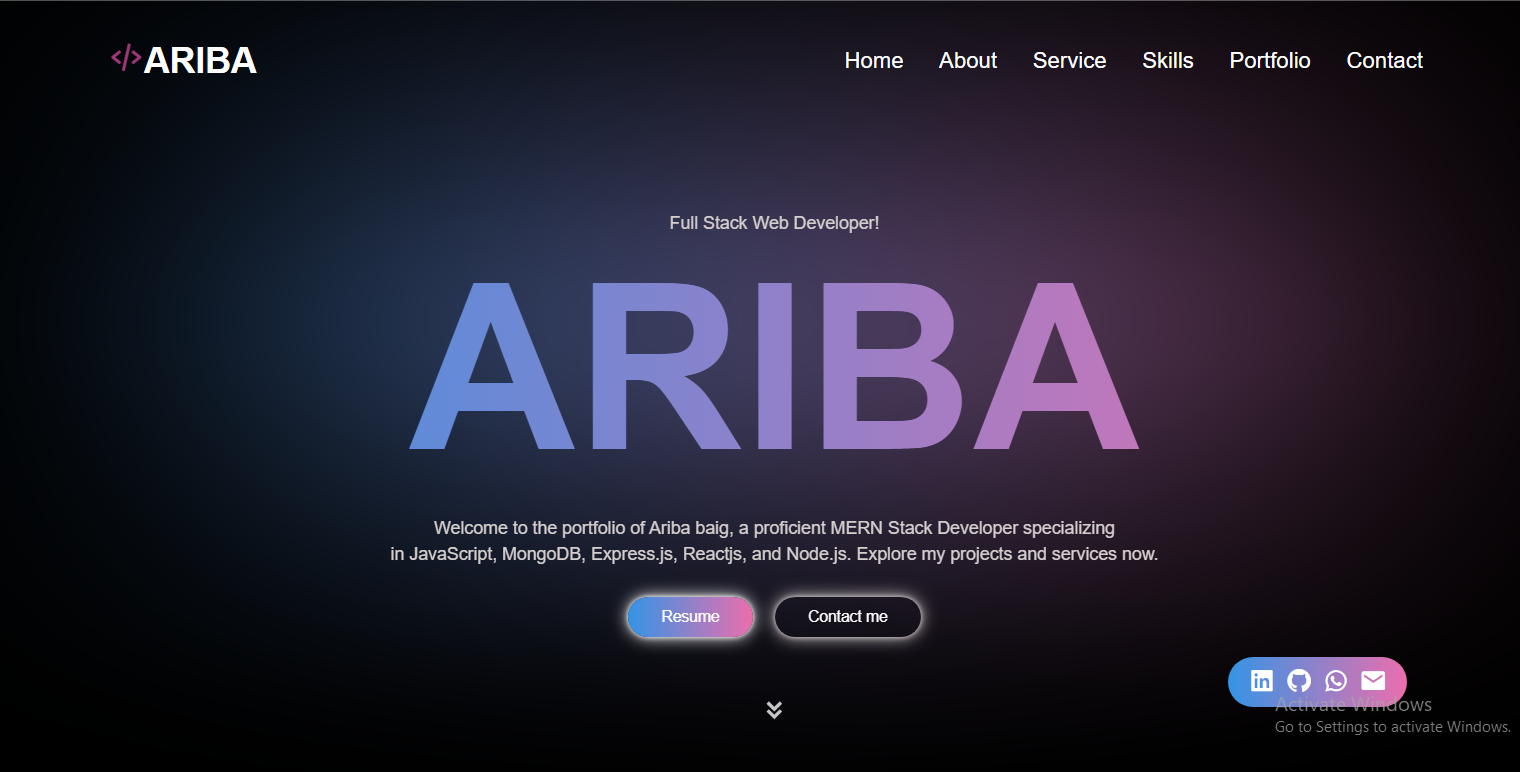 </>ARIBA
Home About Service Skills Portfolio Contact
Full Stack Web Developer!
ARIBA
Welcome to the portfolio of Ariba baig, a proficient MERN Stack Developer specializing
in JavaScript, MongoDB, Express.js, Reactjs, and Node.js. Explore my projects and services now.
Resume Contact me
in
Activate Windows
Go to Settings to activate Windows.